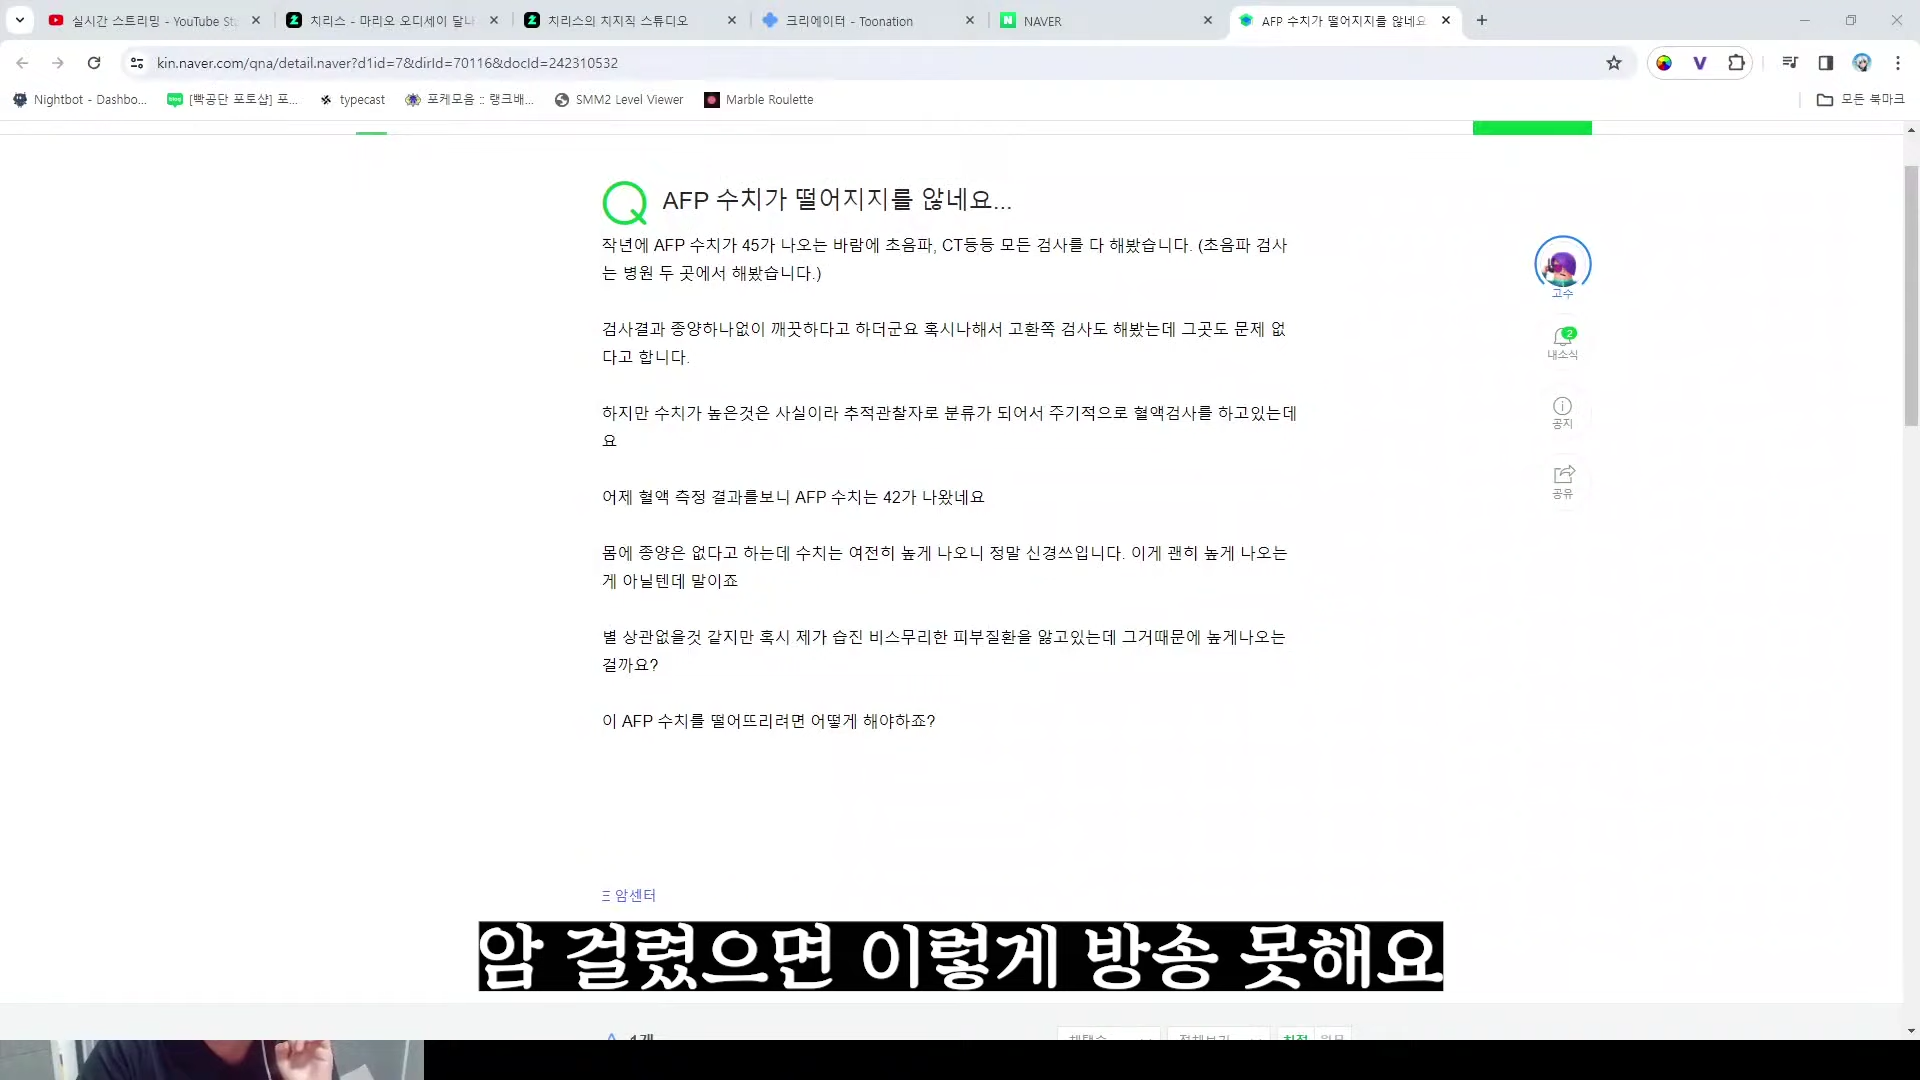 실시간 스트리밍 - YouTube St
치리스 - 마리오 오디세이 달나
치리스의 치지직 스튜디오
크리에이터 - Toonation
NAVER
AFP 수치가 떨어지지를 않네요
kin.naver.com/qna/detail.naver?d1id=7&dirId=70116&docId=242310532
Nightbot - Dashbo...
[빡공단 포토샵] 포...
typecast
포케모음 :: 랭크배...
SMM2 Level Viewer
Marble Roulette
모든 북마크
AFP 수치가 떨어지지를 않네요...
작년에 AFP 수치가 45가 나오는 바람에 초음파, CT등등 모든 검사를 다 해봤습니다. (초음파 검사
는 병원 두 곳에서 해봤습니다.)
검사결과 종양하나없이 깨끗하다고 하더군요 혹시나해서 고환쪽 검사도 해봤는데 그곳도 문제 없
다고 합니다.
하지만 수치가 높은것은 사실이라 추적관찰자로 분류가 되어서 주기적으로 혈액검사를 하고있는데
요
어제 혈액 측정 결과를보니 AFP 수치는 42가 나왔네요
몸에 종양은 없다고 하는데 수치는 여전히 높게 나오니 정말 신경쓰입니다. 이게 괜히 높게 나오는
게 아닐텐데 말이죠
별 상관없을것 같지만 혹시 제가 습진 비스무리한 피부질환을 앓고있는데 그거때문에 높게나오는
걸까요?
이 AFP 수치를 떨어뜨리려면 어떻게 해야하죠?
고수
2
내소식
공지
공유
암센터
암 걸렸으면 이렇게 방송 못해요
1개